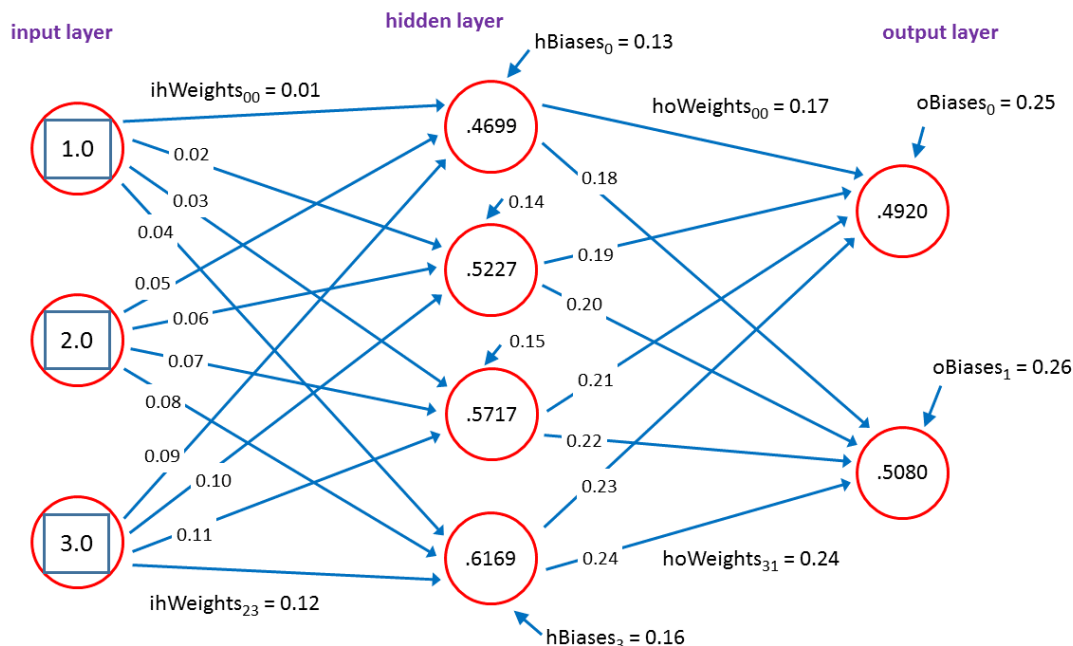 input layer
hidden layer
output layer
hBiases₀ = 0.13
ihWeights₀₀ = 0.01
hoWeights₀₀ = 0.17
oBiases₀ = 0.25
1.0
.4699
0.02
0.18
0.03
0.14
.4920
0.04
0.19
.5227
0.05
0.20
0.06
2.0
0.15
0.07
0.21
oBiases₁ = 0.26
0.08
.5717
0.22
0.09
.5080
0.10
0.23
0.11
3.0
.6169
0.24
hoWeights₃₁ = 0.24
ihWeights₂₃ = 0.12
hBiases₃ = 0.16